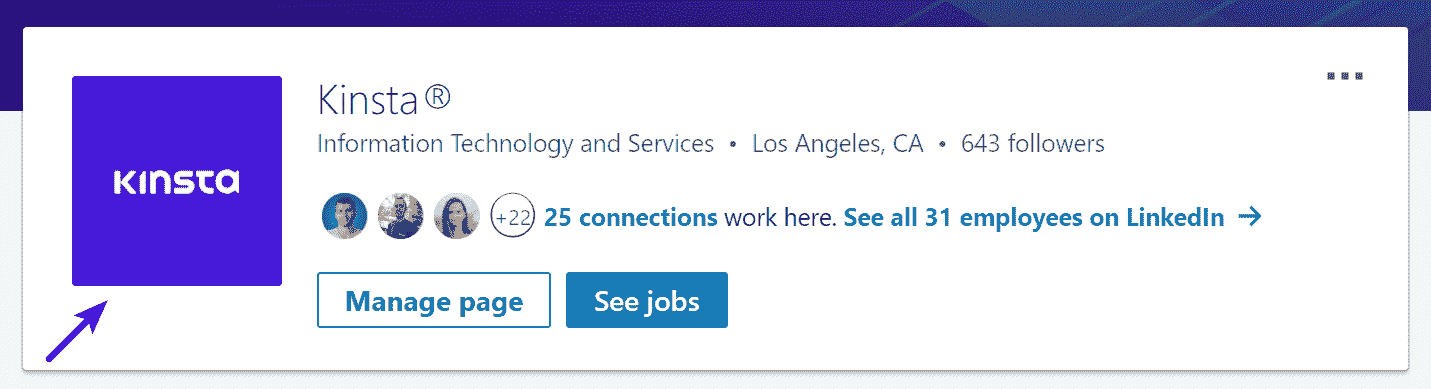 KINSTA
Kinsta®
Information Technology and Services • Los Angeles, CA • 643 followers
+22 25 connections work here. See all 31 employees on LinkedIn →
Manage page See jobs